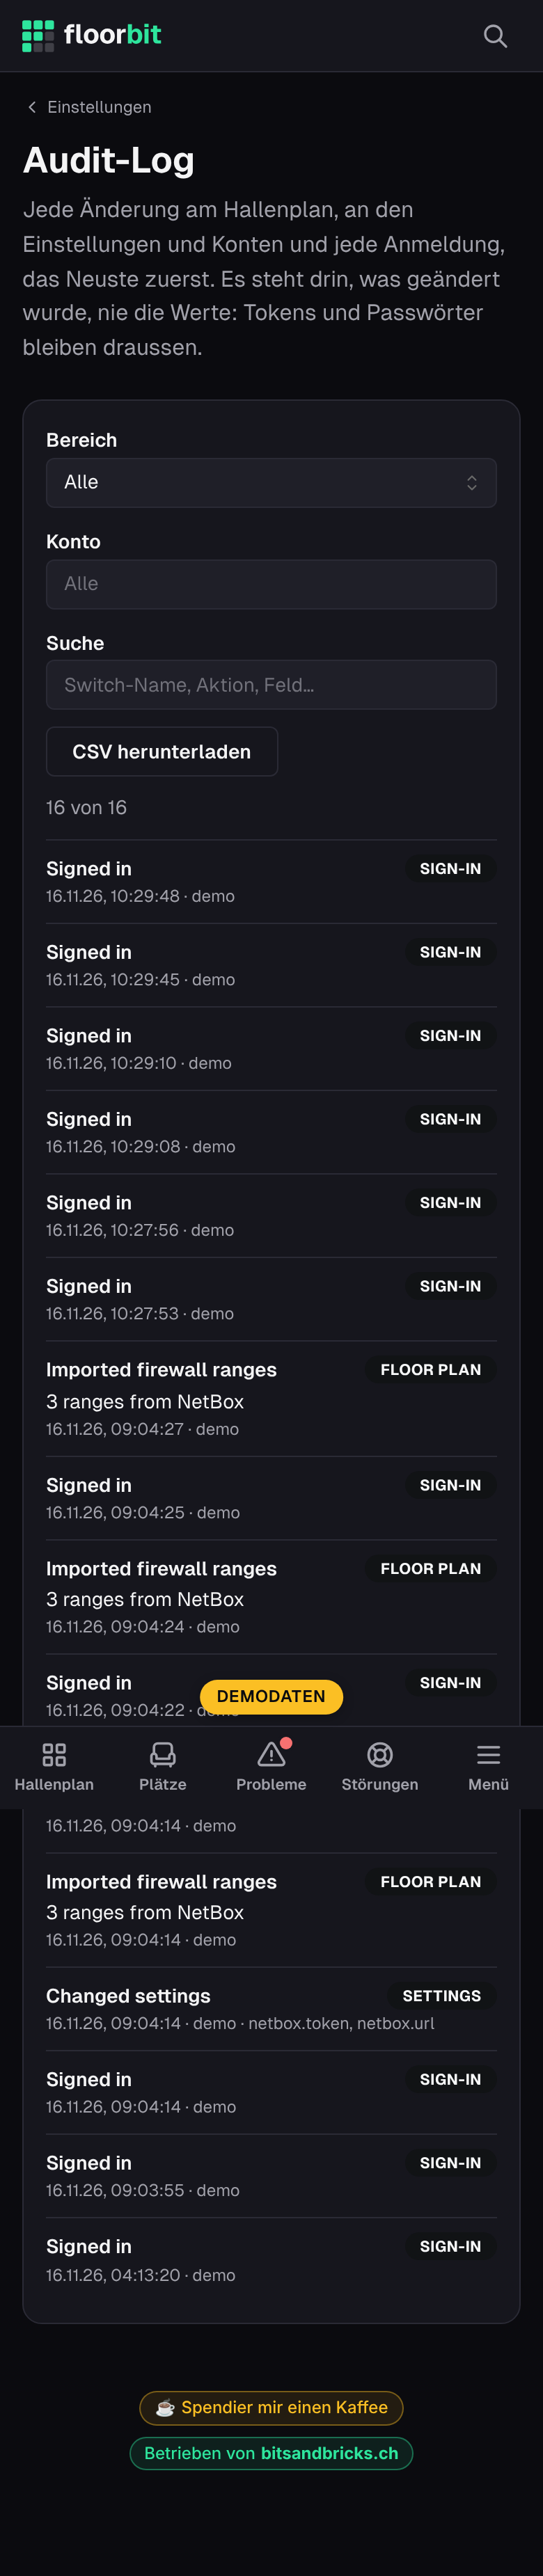 floorbit
Einstellungen
Audit-Log
Jede Änderung am Hallenplan, an den
Einstellungen und Konten und jede Anmeldung,
das Neuste zuerst. Es steht drin, was geändert
wurde, nie die Werte: Tokens und Passwörter
bleiben draussen.
Bereich
Alle
Konto
Alle
Suche
Switch-Name, Aktion, Feld…
CSV herunterladen
16 von 16
Signed in SIGN-IN
16.11.26, 10:29:48 · demo
Signed in SIGN-IN
16.11.26, 10:29:45 · demo
Signed in SIGN-IN
16.11.26, 10:29:10 · demo
Signed in SIGN-IN
16.11.26, 10:29:08 · demo
Signed in SIGN-IN
16.11.26, 10:27:56 · demo
Signed in SIGN-IN
16.11.26, 10:27:53 · demo
Imported firewall ranges FLOOR PLAN
3 ranges from NetBox
16.11.26, 09:04:27 · demo
Signed in SIGN-IN
16.11.26, 09:04:25 · demo
Imported firewall ranges FLOOR PLAN
3 ranges from NetBox
16.11.26, 09:04:24 · demo
Signed in SIGN-IN
16.11.26, 09:04:22 ·
DEMODATEN
Hallenplan Plätze Probleme Störungen Menü
16.11.26, 09:04:14 · demo
Imported firewall ranges FLOOR PLAN
3 ranges from NetBox
16.11.26, 09:04:14 · demo
Changed settings SETTINGS
16.11.26, 09:04:14 · demo · netbox.token, netbox.url
Signed in SIGN-IN
16.11.26, 09:04:14 · demo
Signed in SIGN-IN
16.11.26, 09:03:55 · demo
Signed in SIGN-IN
16.11.26, 04:13:20 · demo
☕ Spendier mir einen Kaffee
Betrieben von bitsandbricks.ch